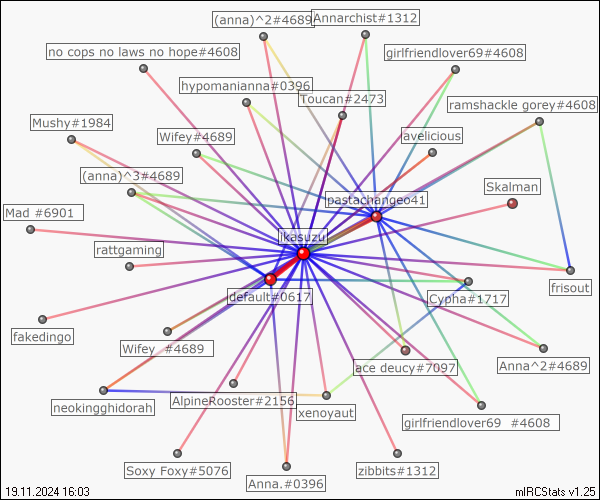 (anna)^2#4689
Annarchist#1312
no cops no laws no hope#4608
girlfriendlover69#4608
hypomanianna#0396
Toucan#2473
ramshackle gorey#4608
Mushy#1984
Wifey#4689
avelicious
(anna)^3#4689
Skalman
pastachangeo41
Mad #6901
jkasuzu
rattgaming
frisout
default#0617
Cypha#1717
fakedingo
Wifey #4689
ace deucy#7097
Anna^2#4689
neokingghidorah
AlpineRooster#2156
xenoyaut
girlfriendlover69 #4608
Soxy Foxy#5076
Anna.#0396
zibbits#1312
19.11.2024 16:03
mIRCStats v1.25